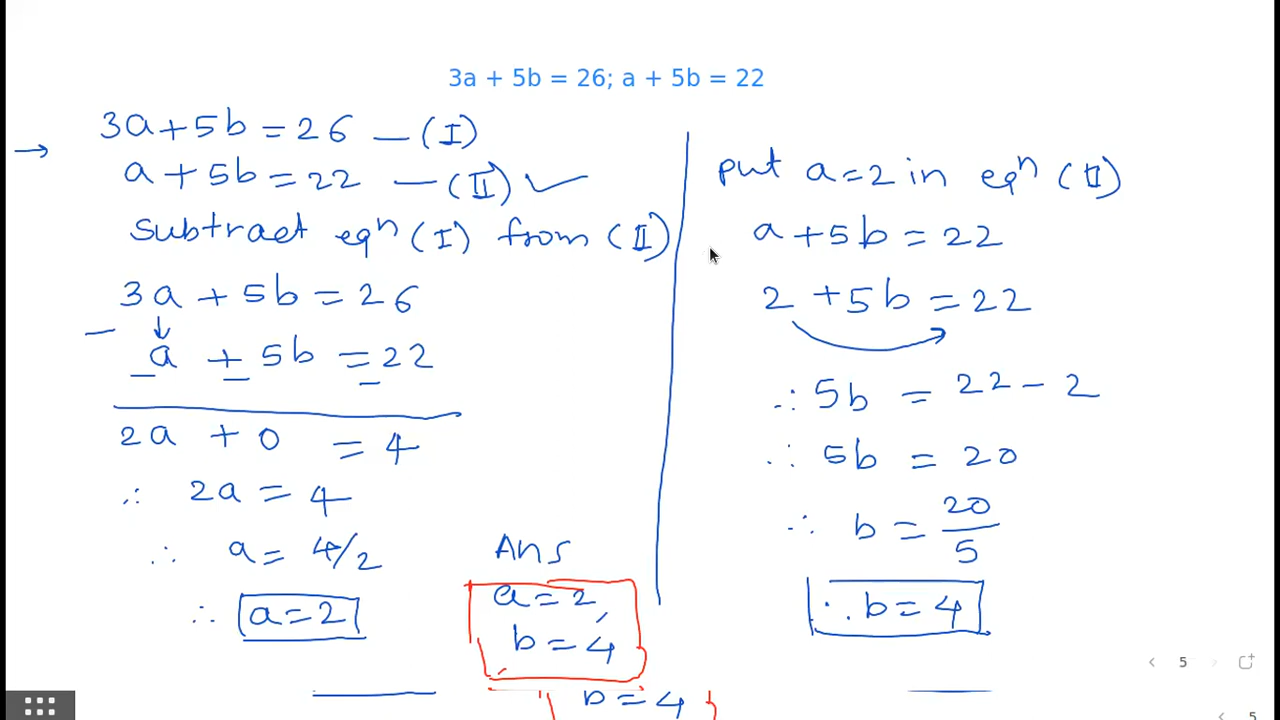 3a + 5b = 26; a + 5b = 22
→ 3a+5b=26 —(I)
a+5b=22 —(II) ✓
Subtract eqⁿ (I) from (II)
3a + 5b = 26
– a + 5b = 22
– – –
2a + 0 = 4
∴ 2a = 4
∴ a = 4/2
∴ a=2
put a=2 in eqⁿ (II)
a +5b = 22
2 +5b = 22
∴ 5b = 22 - 2
∴ 5b = 20
∴ b = 20/5
∴ b = 4
Ans
a=2,
b=4
b=4
< 5 >
< 5